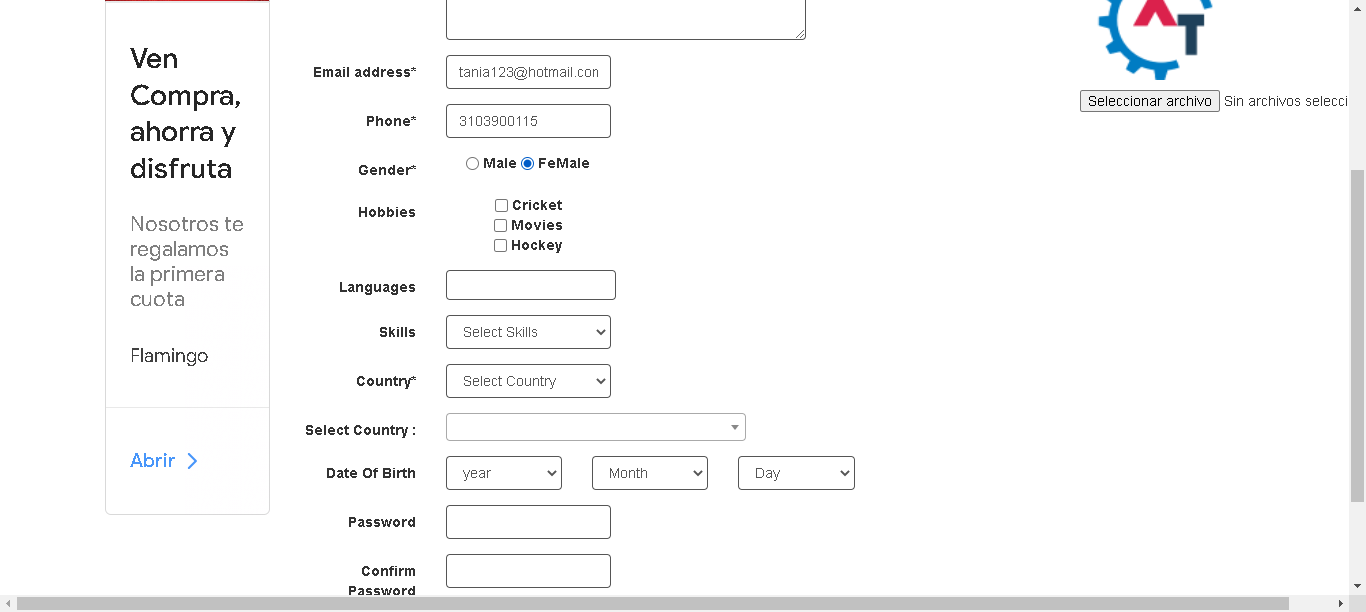 Ven
Compra,
ahorra y
disfruta
Nosotros te
regalamos
la primera
cuota
Flamingo
Abrir
Email address*
tania123@hotmail.con
Phone*
3103900115
Gender*
Male FeMale
Hobbies
Cricket
Movies
Hockey
Languages
Skills
Select Skills
Country*
Select Country
Select Country :
Date Of Birth
year Month Day
Password
Confirm
Password
T
Seleccionar archivo Sin archivos selecci